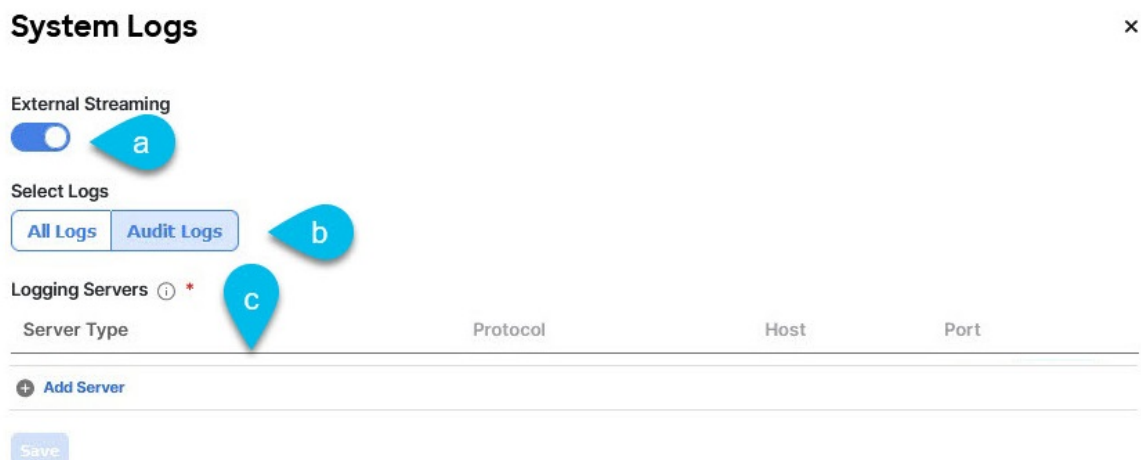 System Logs
×
External Streaming
a
Select Logs
All Logs Audit Logs
b
Logging Servers ⓘ *
c
Server Type Protocol Host Port
Add Server
Save